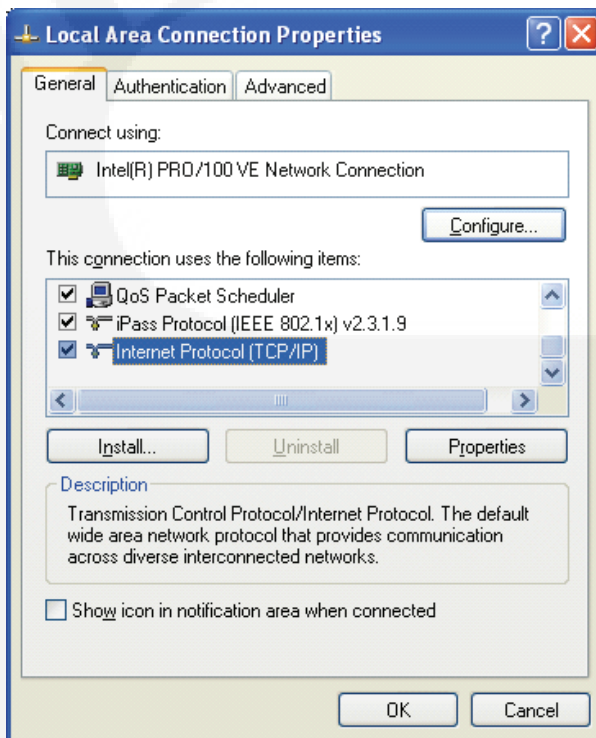 Local Area Connection Properties
General Authentication Advanced
Connect using:
Intel(R) PRO/100 VE Network Connection
Configure...
This connection uses the following items:
QoS Packet Scheduler
iPass Protocol (IEEE 802.1x) v2.3.1.9
Internet Protocol (TCP/IP)
Install... Uninstall Properties
Description
Transmission Control Protocol/Internet Protocol. The default
wide area network protocol that provides communication
across diverse interconnected networks.
Show icon in notification area when connected
OK Cancel